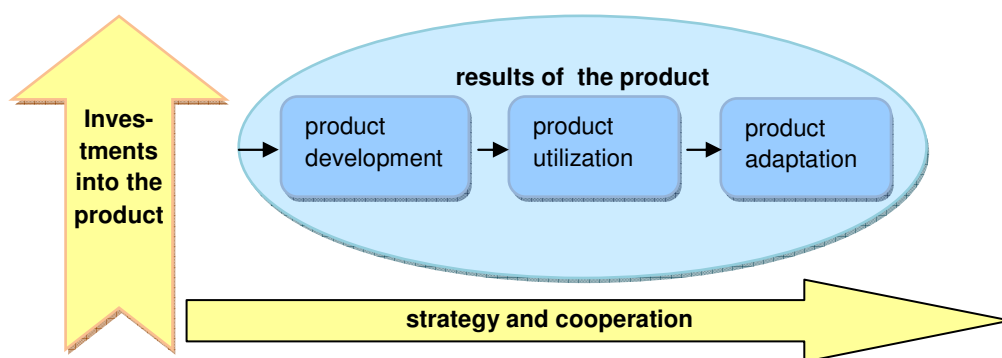 Inves-
tments
into the
product
results of the product
product
development
product
utilization
product
adaptation
strategy and cooperation